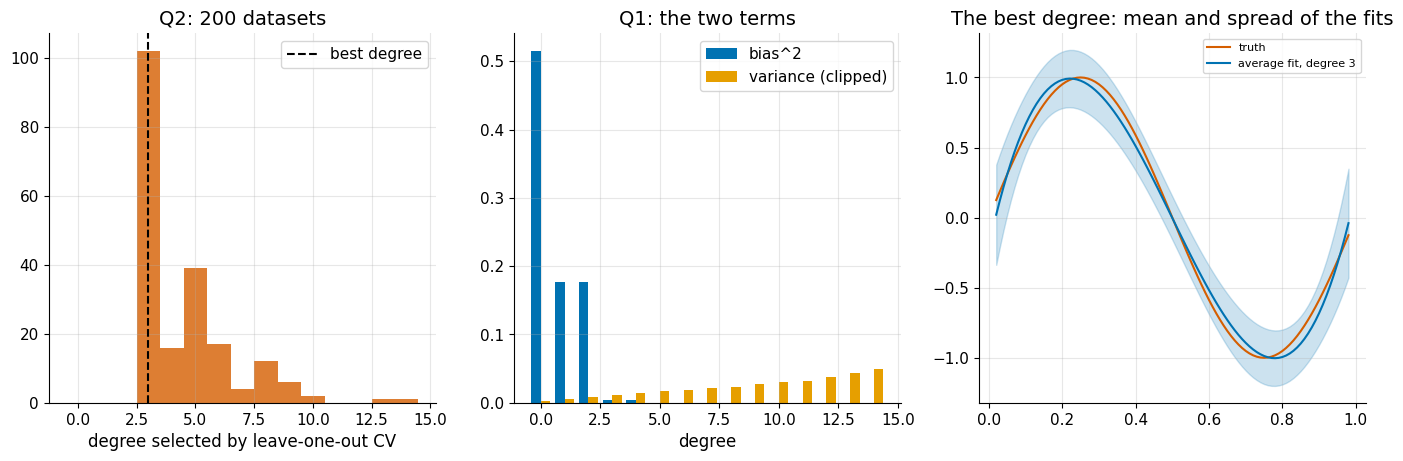 Q2: 200 datasets
best degree
100
80
60
40
20
0
0.0 2.5 5.0 7.5 10.0 12.5 15.0
degree selected by leave-one-out CV
Q1: the two terms
bias^2
variance (clipped)
0.5
0.4
0.3
0.2
0.1
0.0
0.0 2.5 5.0 7.5 10.0 12.5 15.0
degree
The best degree: mean and spread of the fits
truth
average fit, degree 3
1.0
0.5
0.0
−0.5
−1.0
0.0 0.2 0.4 0.6 0.8 1.0